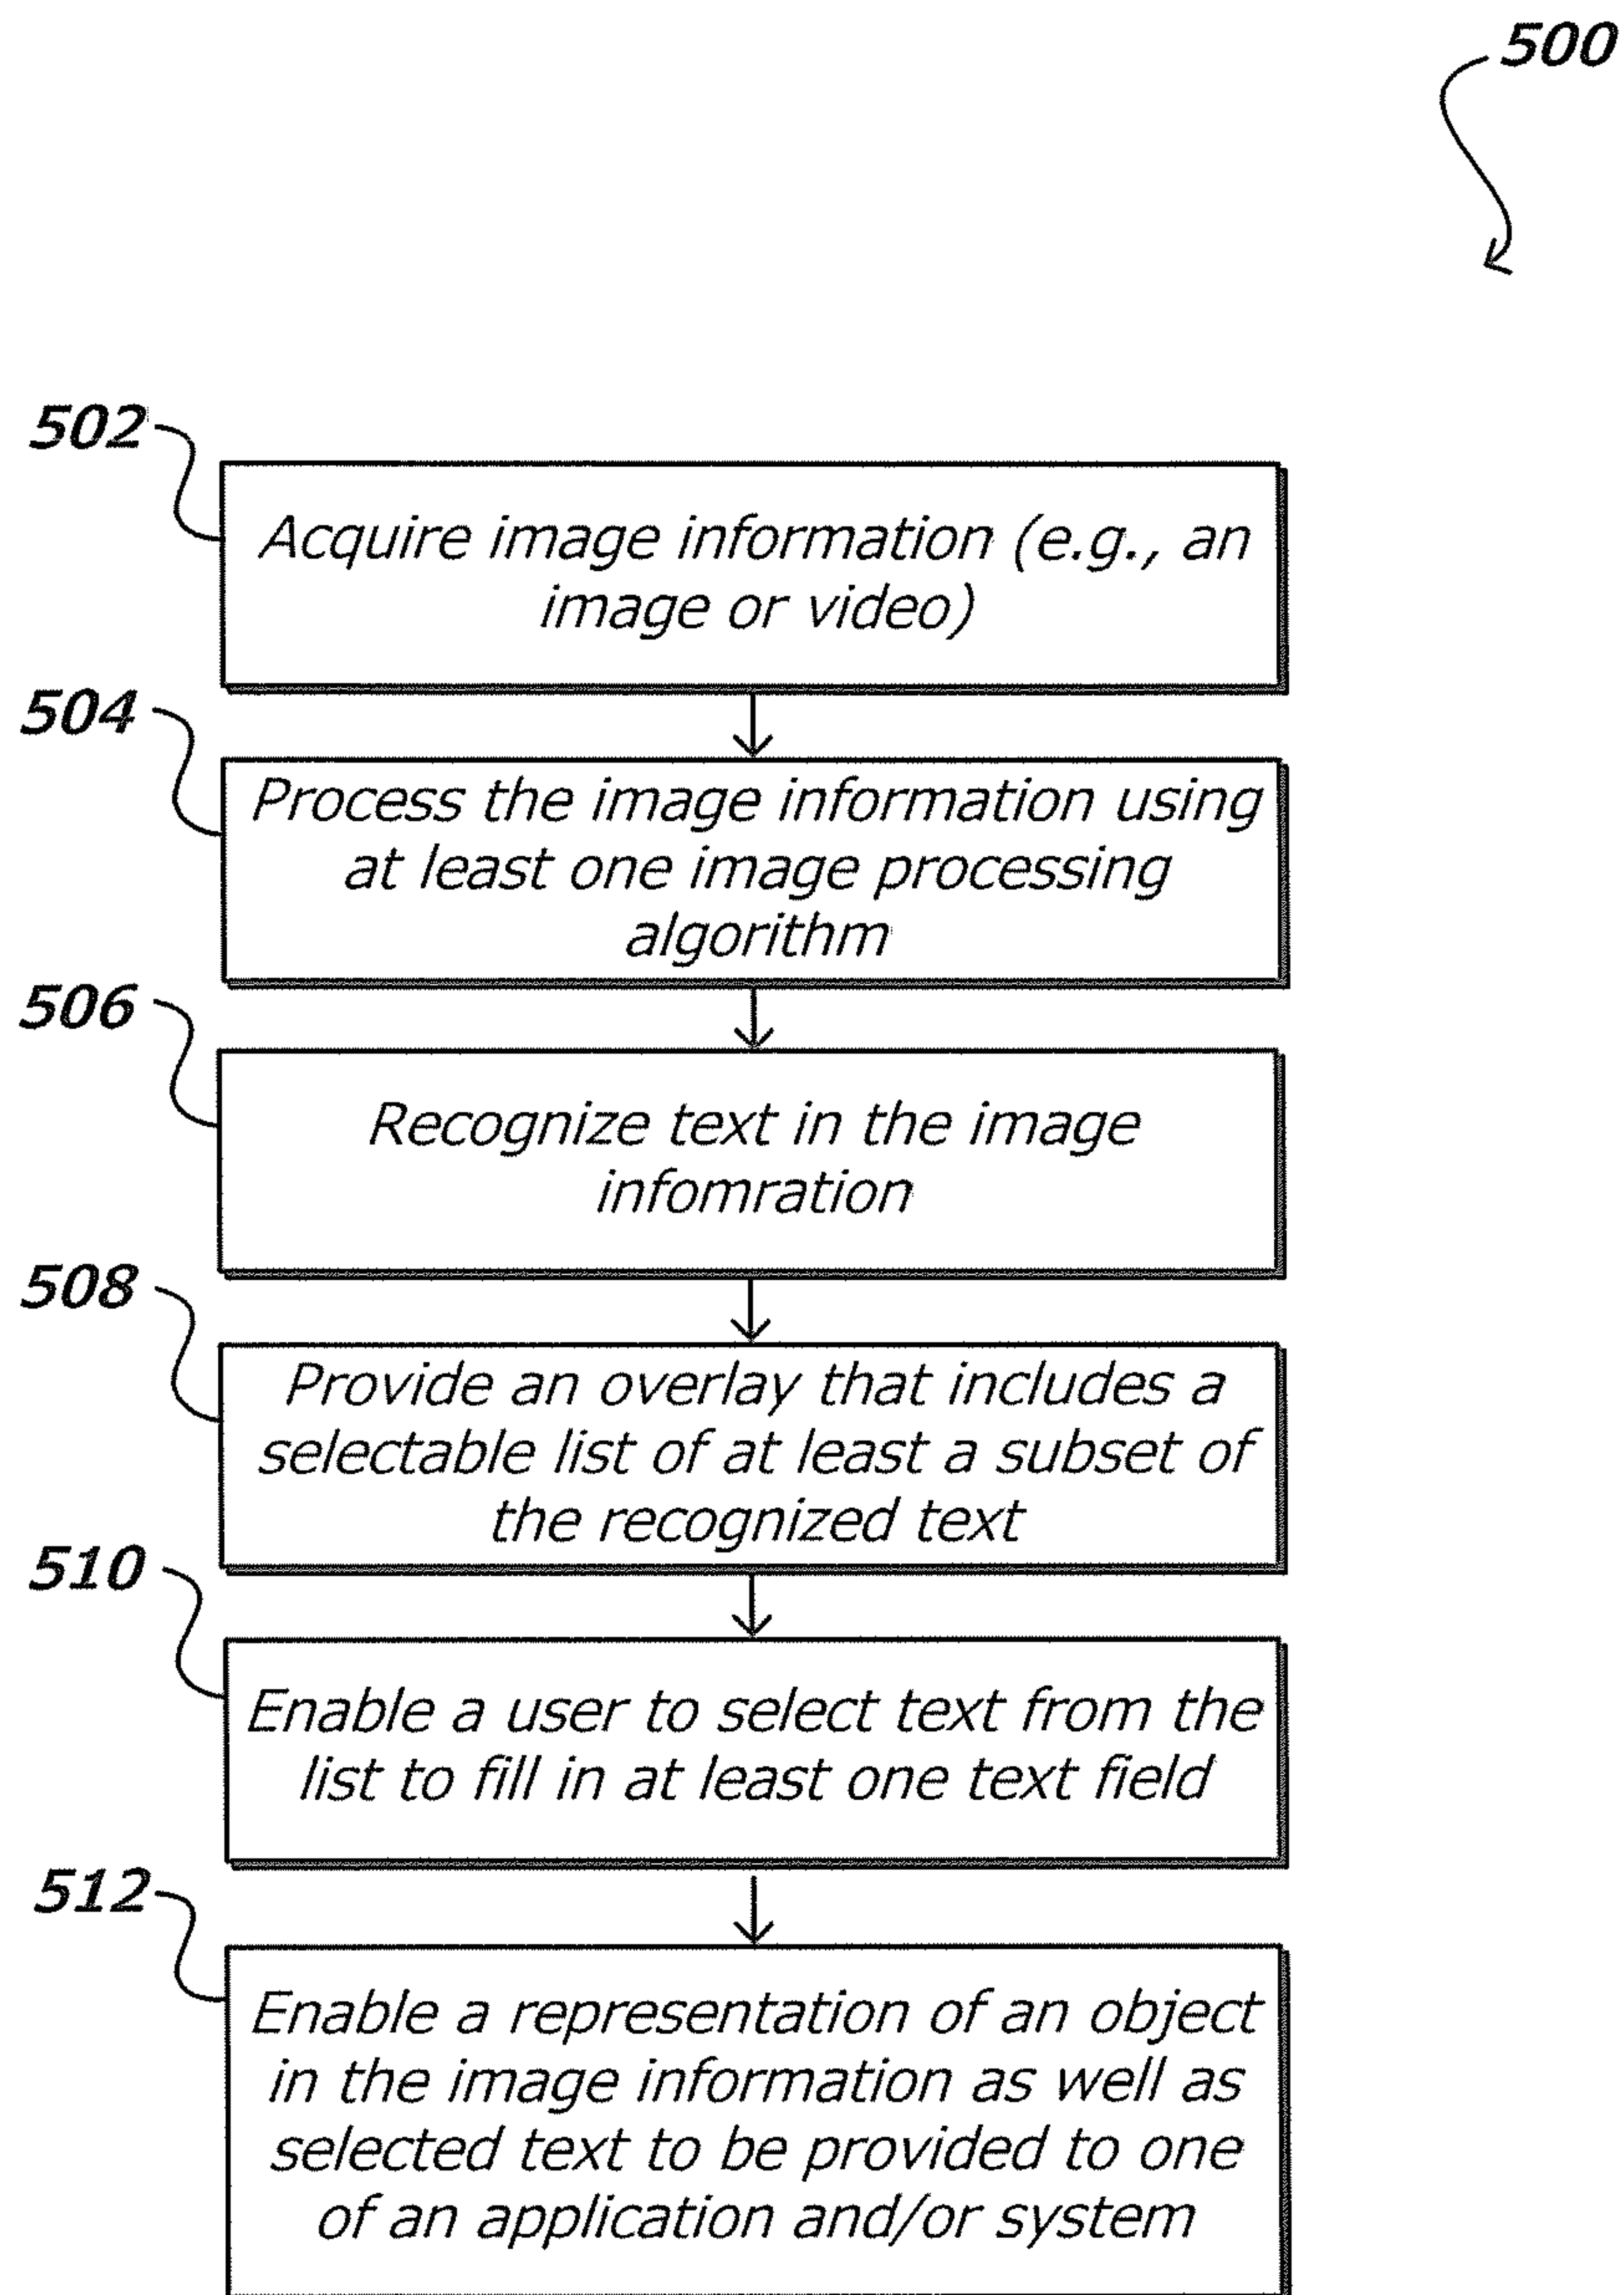 500
502
Acquire image information (e.g., an
image or video)
504
Process the image information using
at least one image processing
algorithm
506
Recognize text in the image
infomration
508
Provide an overlay that includes a
selectable list of at least a subset of
the recognized text
510
Enable a user to select text from the
list to fill in at least one text field
512
Enable a representation of an object
in the image information as well as
selected text to be provided to one
of an application and/or system